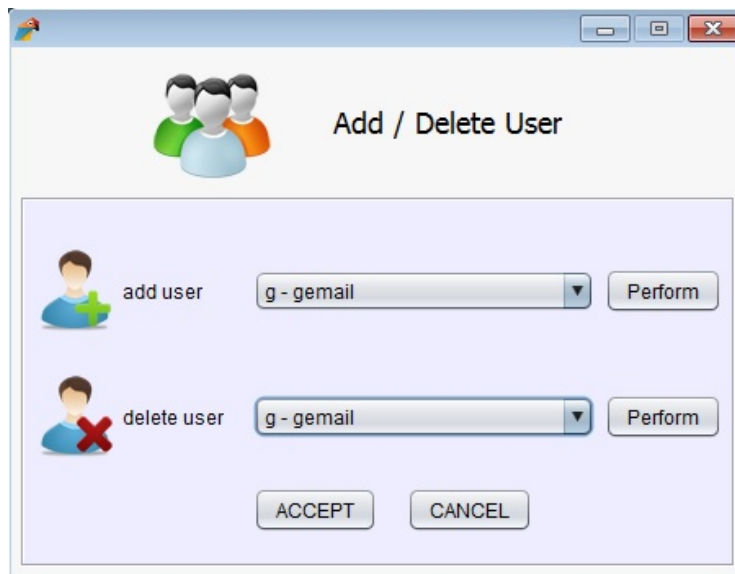 Add / Delete User
add user g - gemail Perform
delete user g - gemail Perform
ACCEPT CANCEL